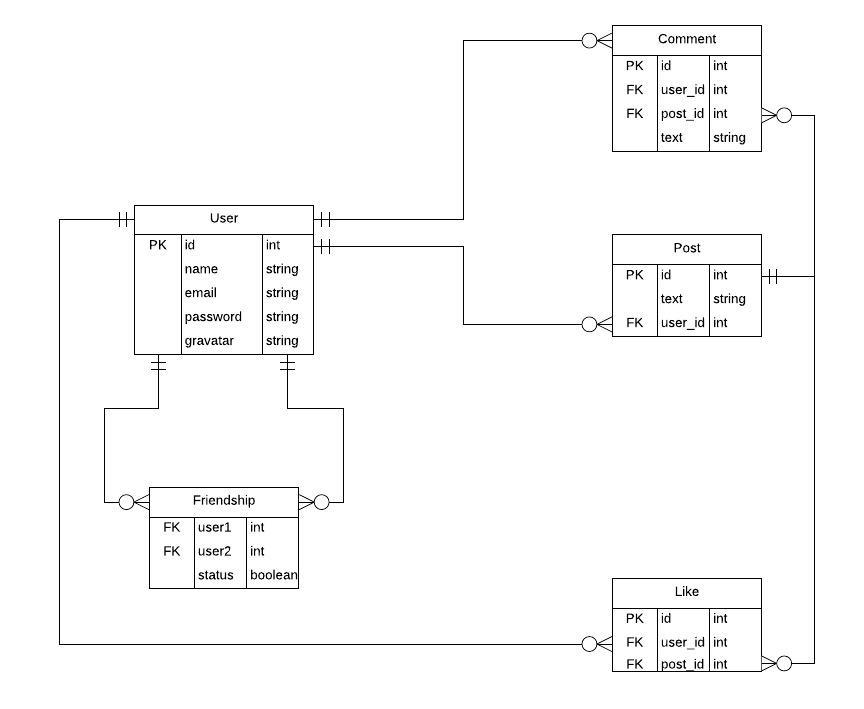 Comment
PK id int
FK user_id int
FK post_id int
text string
User
PK id int
name string
email string
password string
gravatar string
Post
PK id int
text string
FK user_id int
Friendship
FK user1 int
FK user2 int
status boolean
Like
PK id int
FK user_id int
FK post_id int